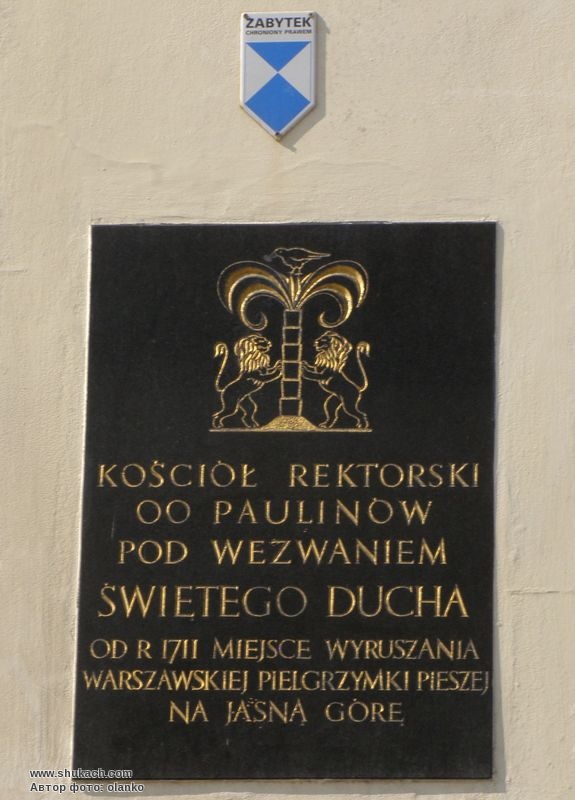 ZABYTEK
CHRONIONY PRAWEM
KOŚCIÓŁ REKTORSKI
OO PAULINÓW
POD WEZWANIEM
ŚWIĘTEGO DUCHA
OD R 1711 MIEJSCE WYRUSZANIA
WARSZAWSKIEJ PIELGRZYMKI PIESZEJ
NA JASNĄ GÓRĘ
www.shukach.com
Автор фото: olanko